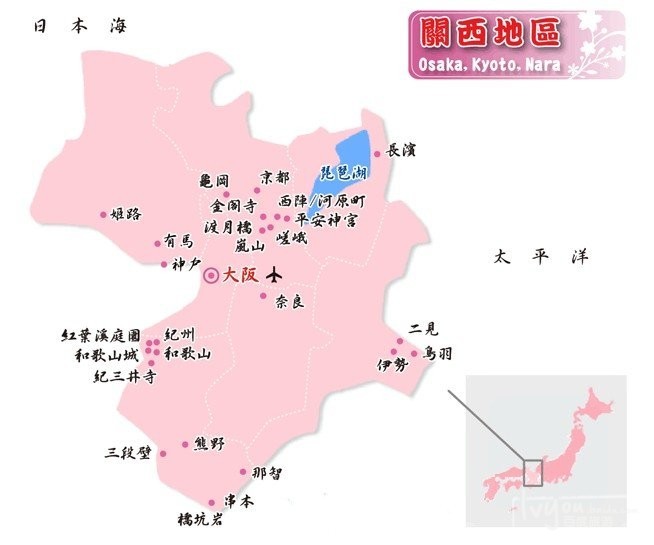 日本海
關西地區
Osaka, Kyoto, Nara
長濱
琵琶湖
龜岡
京都
金閣寺
西陣/河原町
姬路
渡月橋
平安神宮
嵯峨
嵐山
有馬
神户
大阪
奈良
太平洋
二見
鳥羽
伊勢
紅葉溪庭園
紀州
和歌山城
和歌山
紀三井寺
熊野
三段壁
那智
串本
橋坑岩